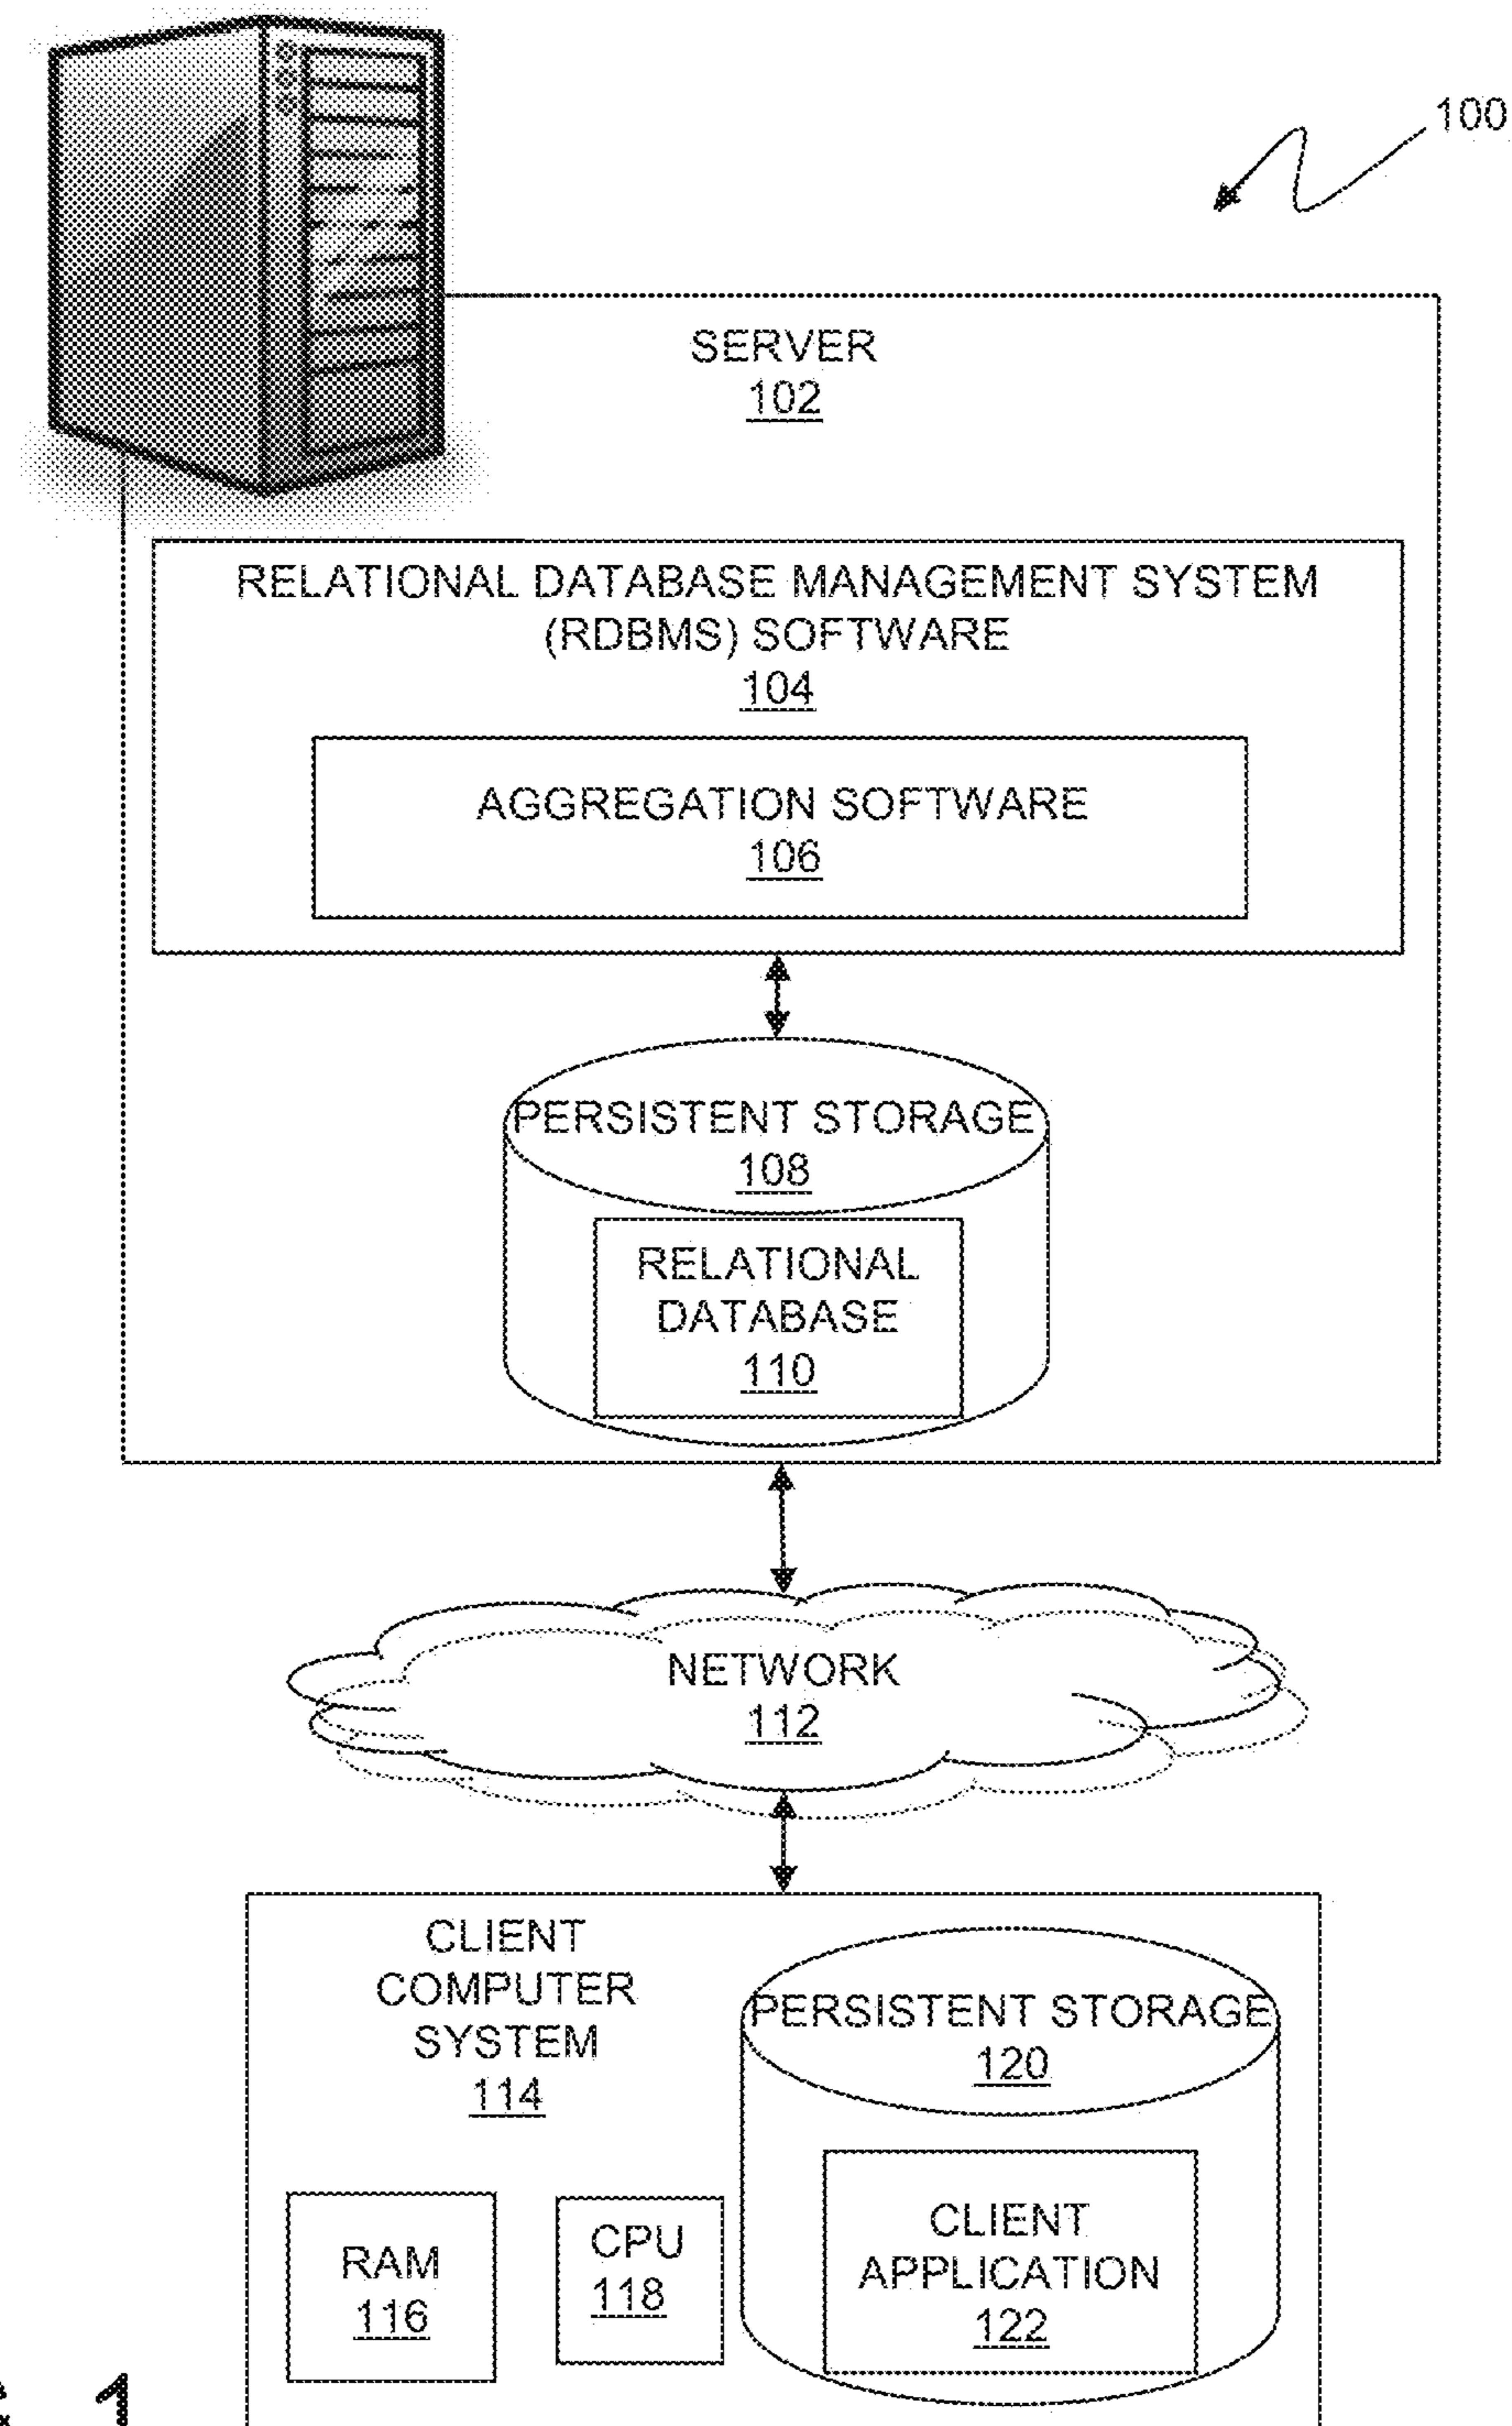 100
SERVER
102
RELATIONAL DATABASE MANAGEMENT SYSTEM
(RDBMS) SOFTWARE
104
AGGREGATION SOFTWARE
106
PERSISTENT STORAGE
108
RELATIONAL
DATABASE
110
NETWORK
112
CLIENT
COMPUTER
SYSTEM
114
PERSISTENT STORAGE
120
RAM
116
CPU
118
CLIENT
APPLICATION
122
1